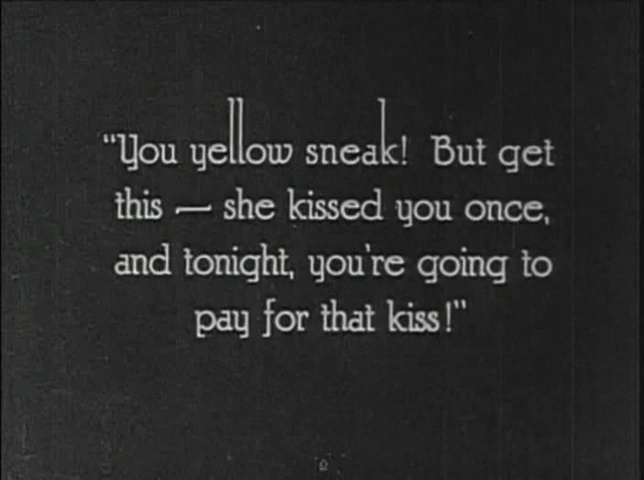 “You yellow sneak! But get
this — she kissed you once,
and tonight, you're going to
pay for that kiss!”